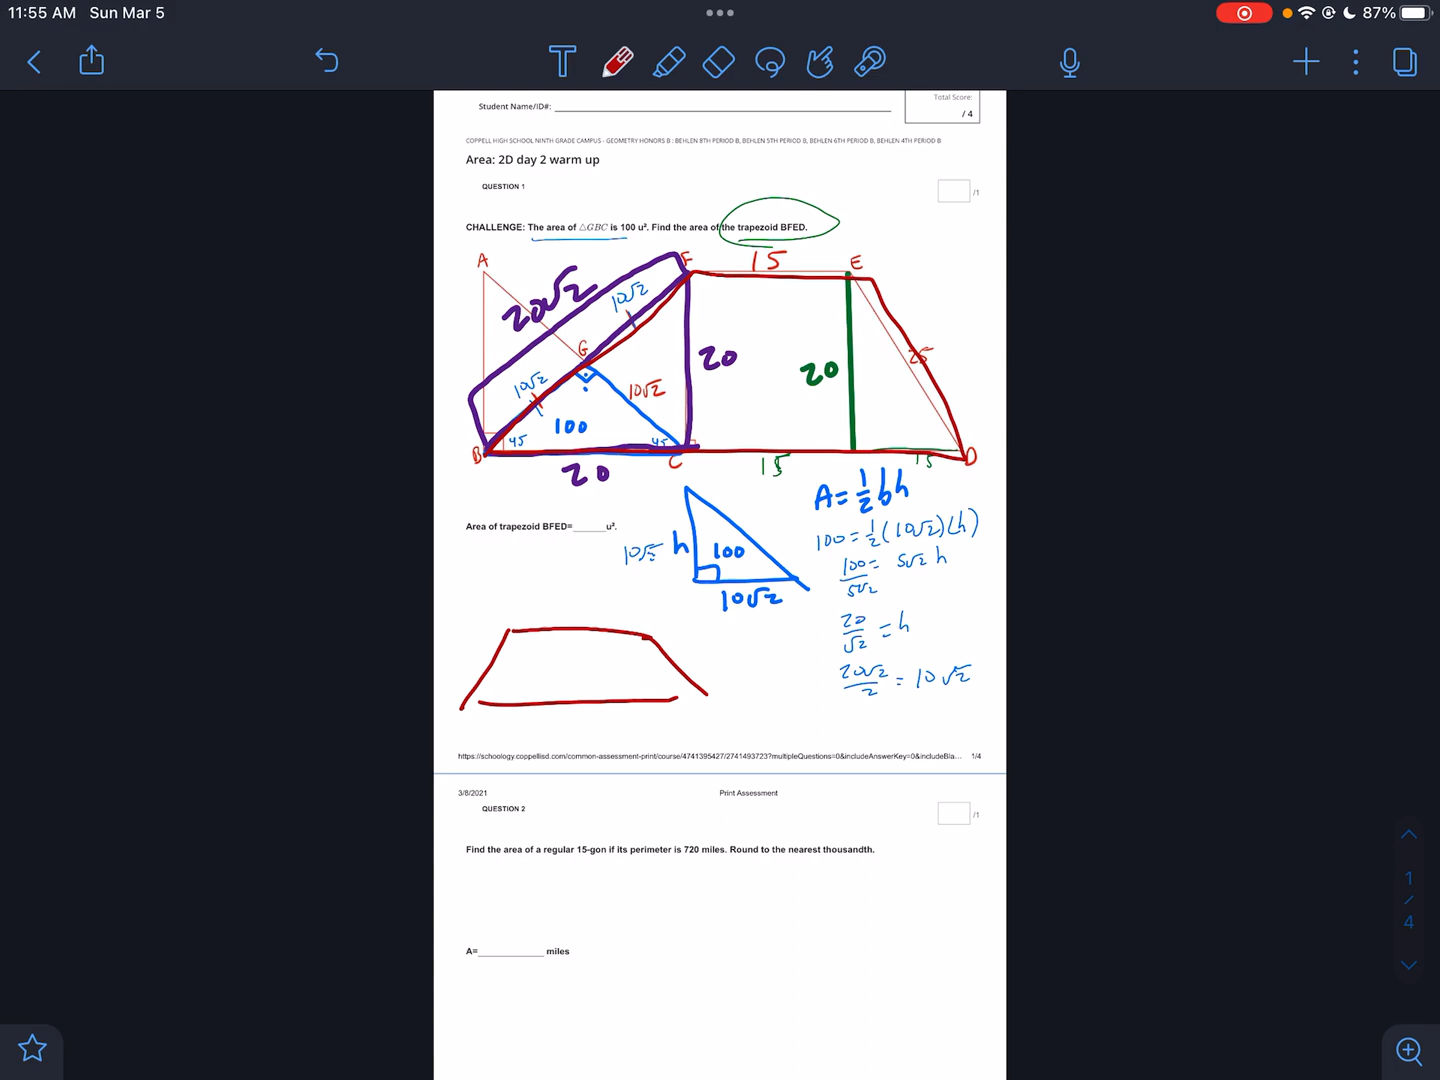 11:55 AM Sun Mar 5
87%
T
Student Name/ID#:
Total Score:
/ 4
COPPELL HIGH SCHOOL NINTH GRADE CAMPUS - GEOMETRY HONORS B : BEHLEN 8TH PERIOD B, BEHLEN 5TH PERIOD B, BEHLEN 6TH PERIOD B, BEHLEN 4TH PERIOD B
Area: 2D day 2 warm up
QUESTION 1
/1
CHALLENGE: The area of △GBC is 100 u². Find the area of the trapezoid BFED.
A
F
15
E
20√2
10√2
G
20
20
25
10√2
10√2
100
45
45
B
C
D
20
15
15
A = ½bh
Area of trapezoid BFED=______u².
100 = ½(10√2)(h)
10√2
h
100
10√2
100/5√2 = 5√2 h
20/√2 = h
20√2/2 = 10√2
https://schoology.coppellisd.com/common-assessment-print/course/4741395427/2741493723?multipleQuestions=0&includeAnswerKey=0&includeBla... 1/4
3/8/2021
Print Assessment
QUESTION 2
/1
Find the area of a regular 15-gon if its perimeter is 720 miles. Round to the nearest thousandth.
A=____________ miles
1
/
4